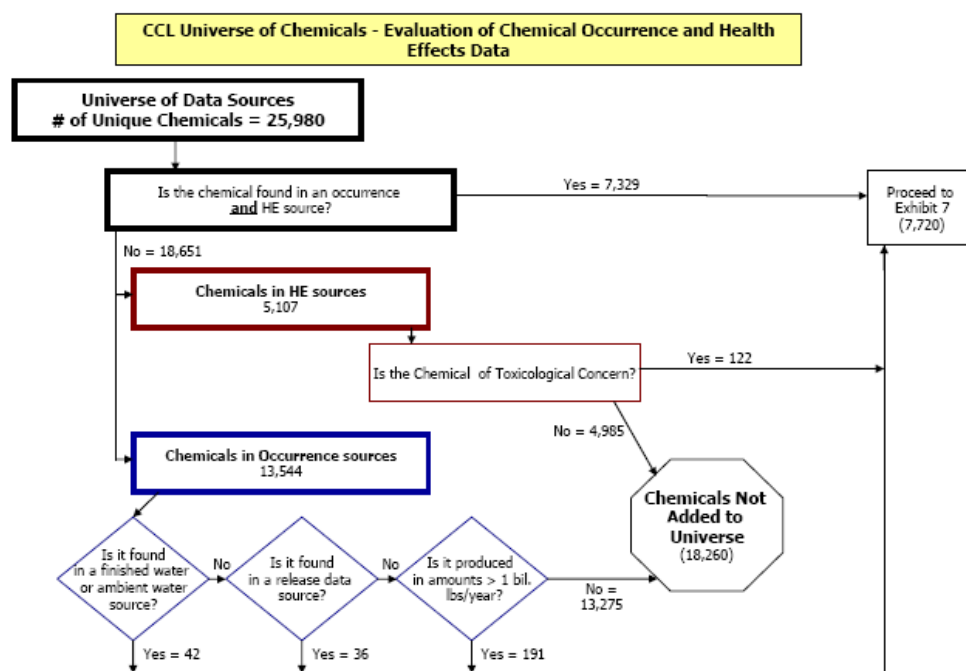 CCL Universe of Chemicals - Evaluation of Chemical Occurrence and Health
Effects Data
Universe of Data Sources
# of Unique Chemicals = 25,980
Is the chemical found in an occurrence
and HE source?
Yes = 7,329
Proceed to
Exhibit 7
(7,720)
No = 18,651
Chemicals in HE sources
5,107
Is the Chemical of Toxicological Concern?
Yes = 122
No = 4,985
Chemicals in Occurrence sources
13,544
Chemicals Not
Added to
Universe
(18,260)
Is it found
in a finished water
or ambient water
source?
No
Is it found
in a release data
source?
No
Is it produced
in amounts > 1 bil.
lbs/year?
No =
13,275
Yes = 42
Yes = 36
Yes = 191